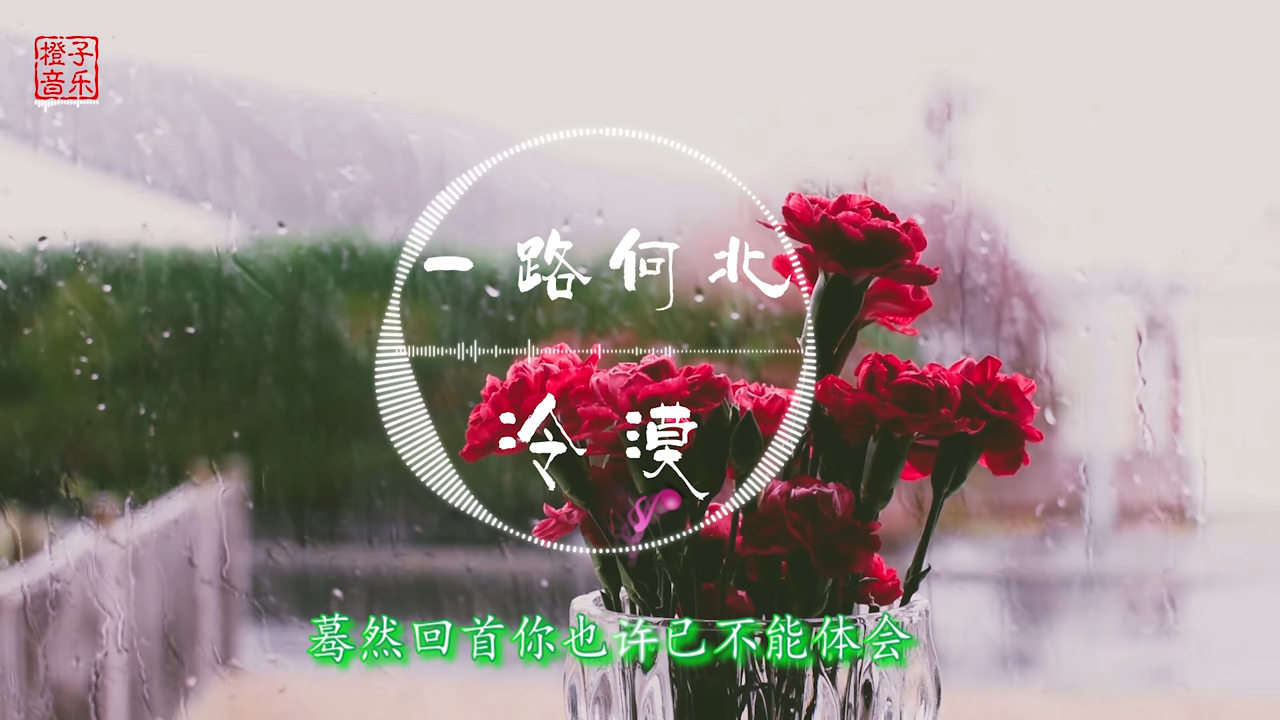 橙子
音乐
一路何北
冷漠
蓦然回首你也许已不能体会